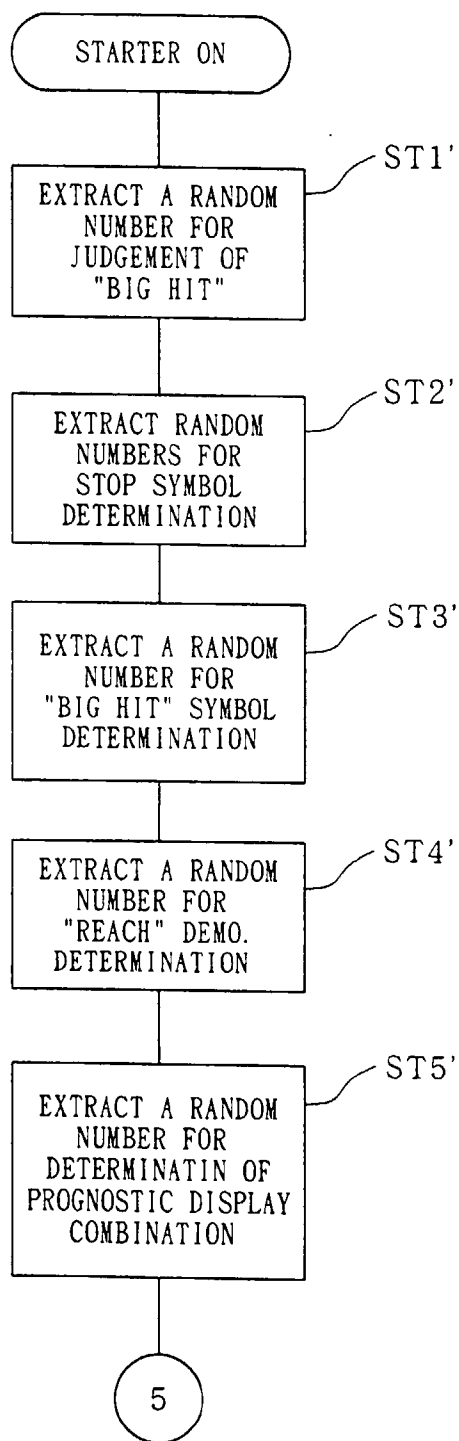 STARTER ON
ST1'
EXTRACT A RANDOM
NUMBER FOR
JUDGEMENT OF
"BIG HIT"
ST2'
EXTRACT RANDOM
NUMBERS FOR
STOP SYMBOL
DETERMINATION
ST3'
EXTRACT A RANDOM
NUMBER FOR
"BIG HIT" SYMBOL
DETERMINATION
ST4'
EXTRACT A RANDOM
NUMBER FOR
"REACH" DEMO.
DETERMINATION
ST5'
EXTRACT A RANDOM
NUMBER FOR
DETERMINATIN OF
PROGNOSTIC DISPLAY
COMBINATION
5